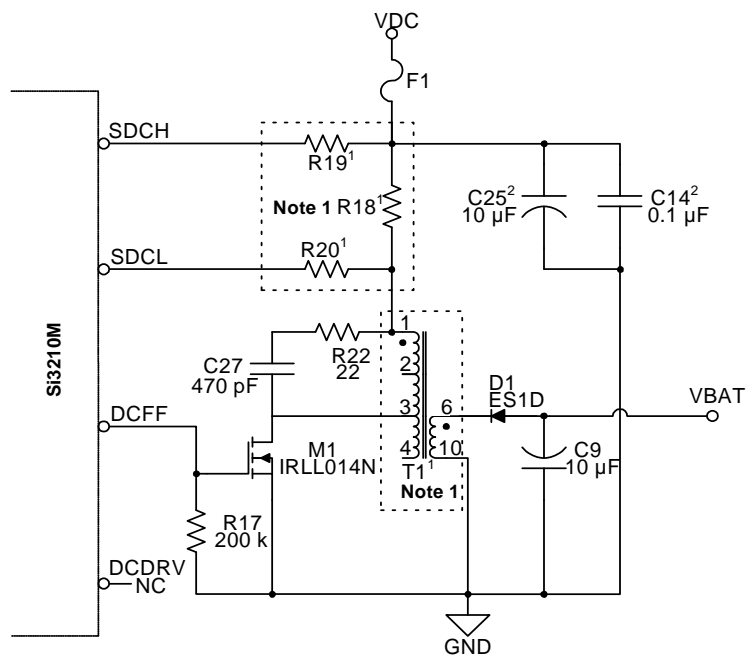 VDC
F1
SDCH
R19¹
Note 1 R18¹
C25²
10 µF
C14²
0.1 µF
SDCL
R20¹
Si3210M
1
2
3
4
R22
22
C27
470 pF
6
10
D1
ES1D
VBAT
DCFF
M1
IRLL014N
T1¹
Note 1
C9
10 µF
R17
200 k
DCDRV
NC
GND